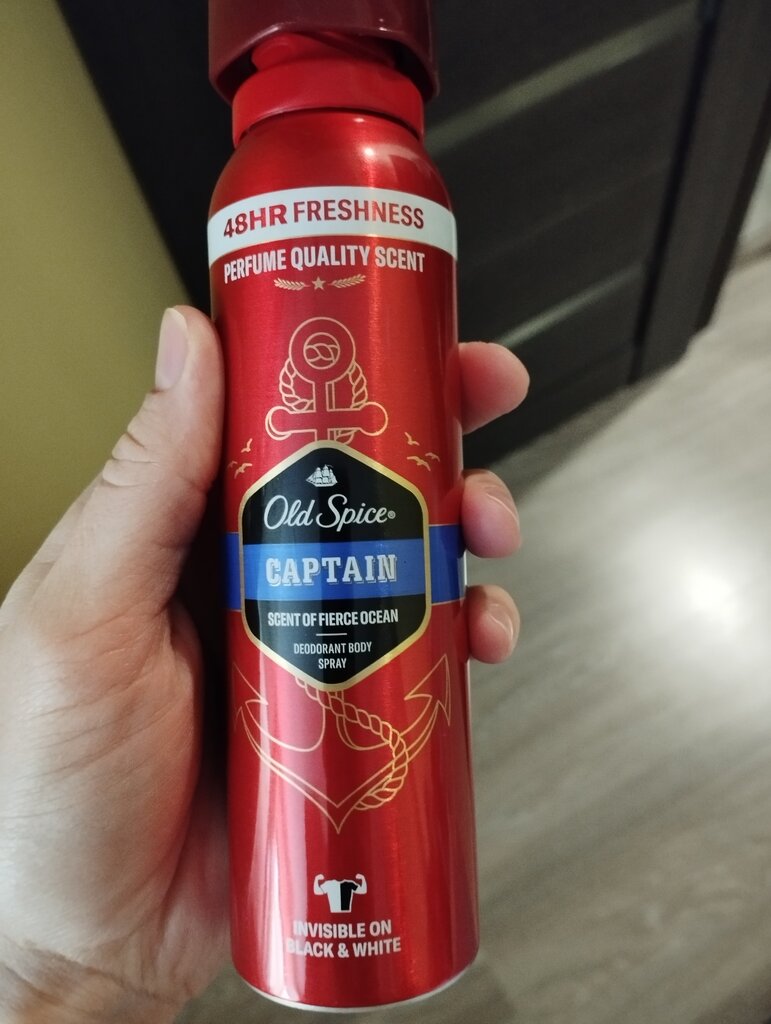 48HR FRESHNESS
PERFUME QUALITY SCENT
Old Spice®
CAPTAIN
SCENT OF FIERCE OCEAN
DEODORANT BODY
SPRAY
INVISIBLE ON
BLACK & WHITE